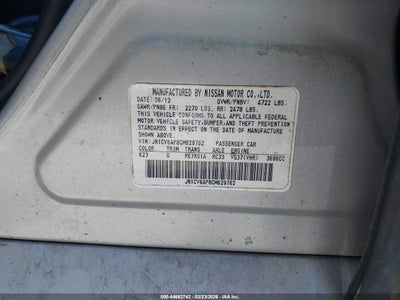 MANUFACTURED BY NISSAN MOTOR CO.,LTD.
DATE:06/12 GVWR/PNBV: 4722 LBS.
GAWR/PNBE FR: 2270 LBS. RR: 2478 LBS.
THIS VEHICLE CONFORMS TO ALL APPLICABLE FEDERAL
MOTOR VEHICLE SAFETY,BUMPER,AND THEFT PREVENTION
STANDARDS IN EFFECT ON THE DATE OF
MANUFACTURE SHOWN ABOVE.
VIN:JN1CV6AP8CM629762 PASSENGER CAR
COLOR TRIM TRANS AXLE ENGINE
K23 G RE7R01A RC33 VQ37(VHR) 3696CC
JN1CV6AP8CM629762
BID: 500-44662742 - 03/23/2026 - © IAA